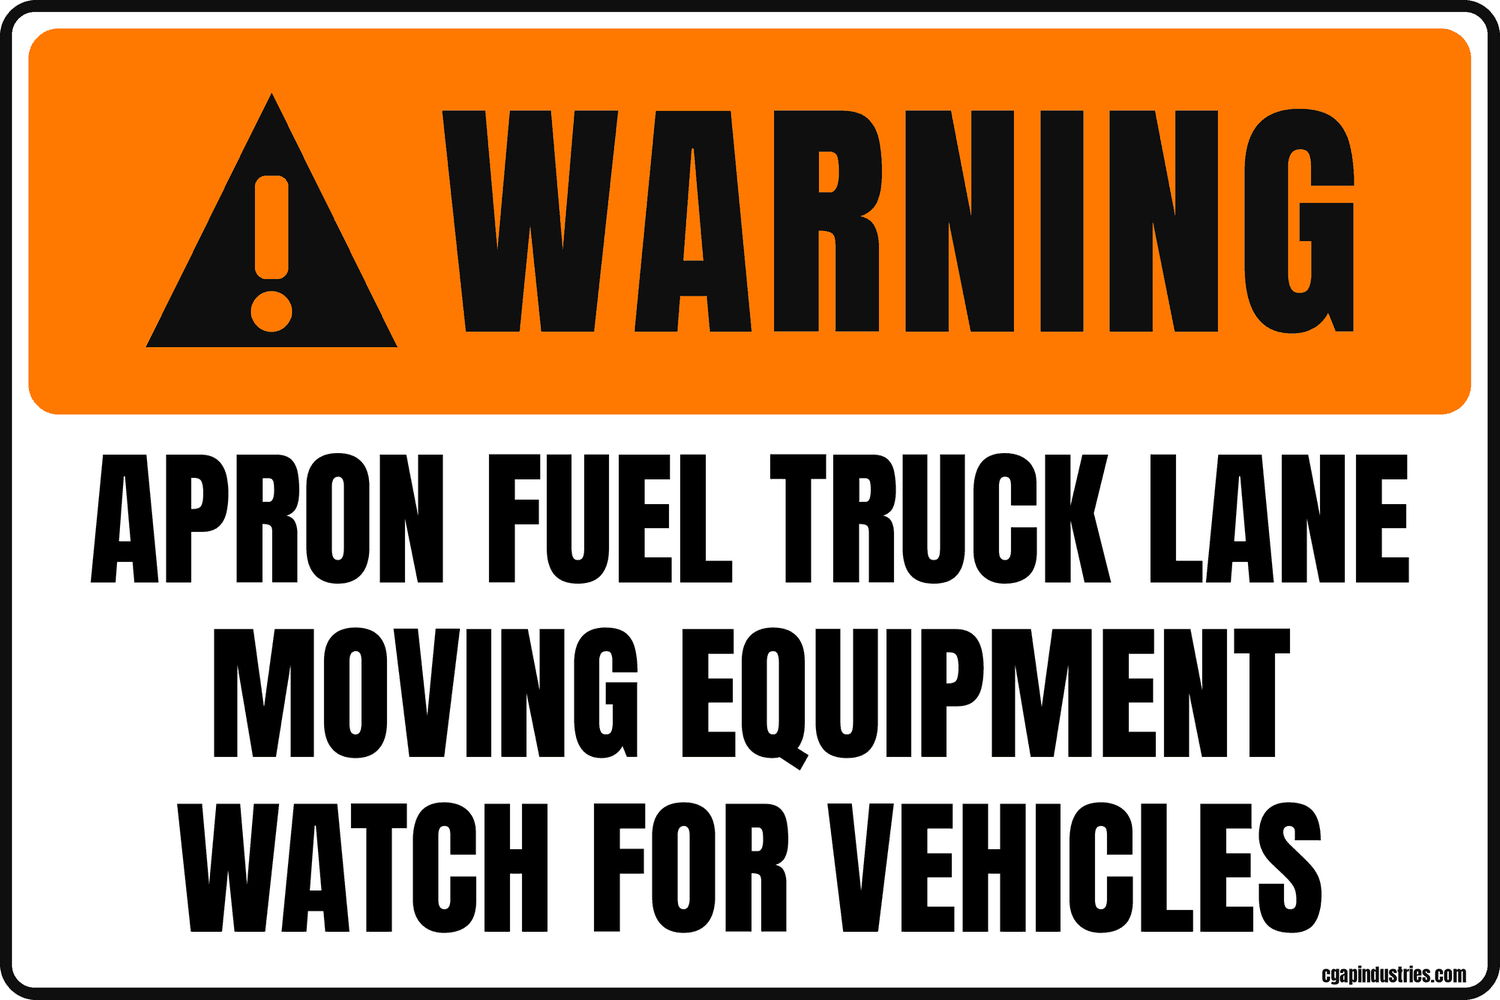 WARNING
APRON FUEL TRUCK LANE
MOVING EQUIPMENT
WATCH FOR VEHICLES
cgapindustries.com